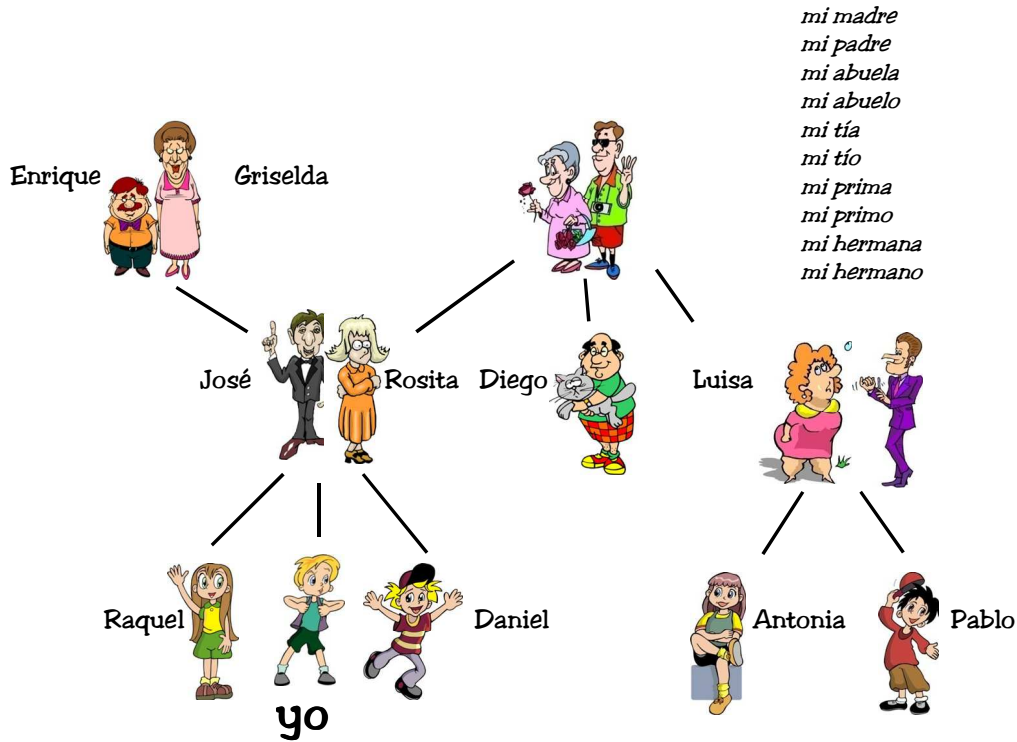 mi madre
mi padre
mi abuela
mi abuelo
mi tía
mi tío
mi prima
mi primo
mi hermana
mi hermano
Enrique
Griselda
José
Rosita
Diego
Luisa
Raquel
Daniel
Antonia
Pablo
yo